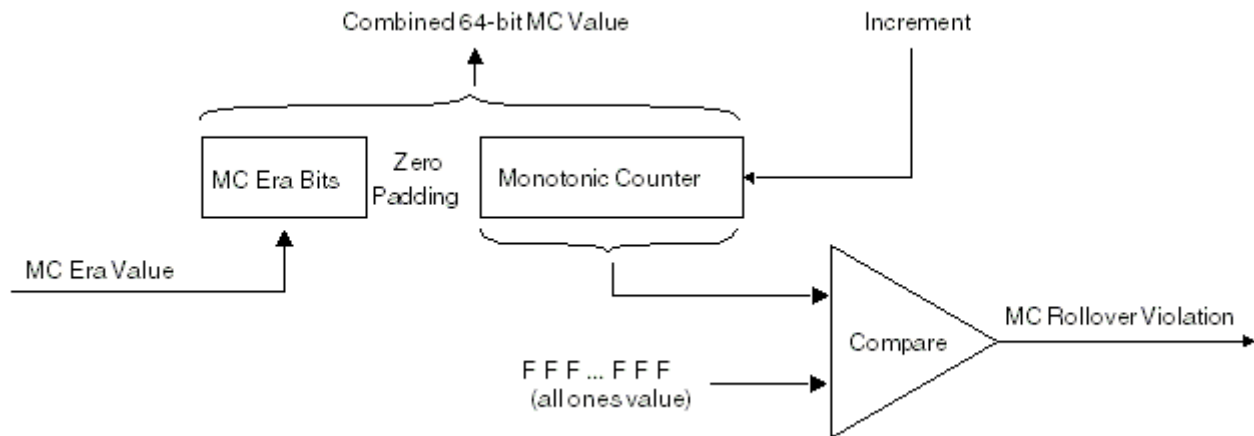 Combined 64-bit MC Value
Increment
MC Era Bits
Zero
Padding
Monotonic Counter
MC Era Value
MC Rollover Violation
Compare
F F F ... F F F
(all ones value)